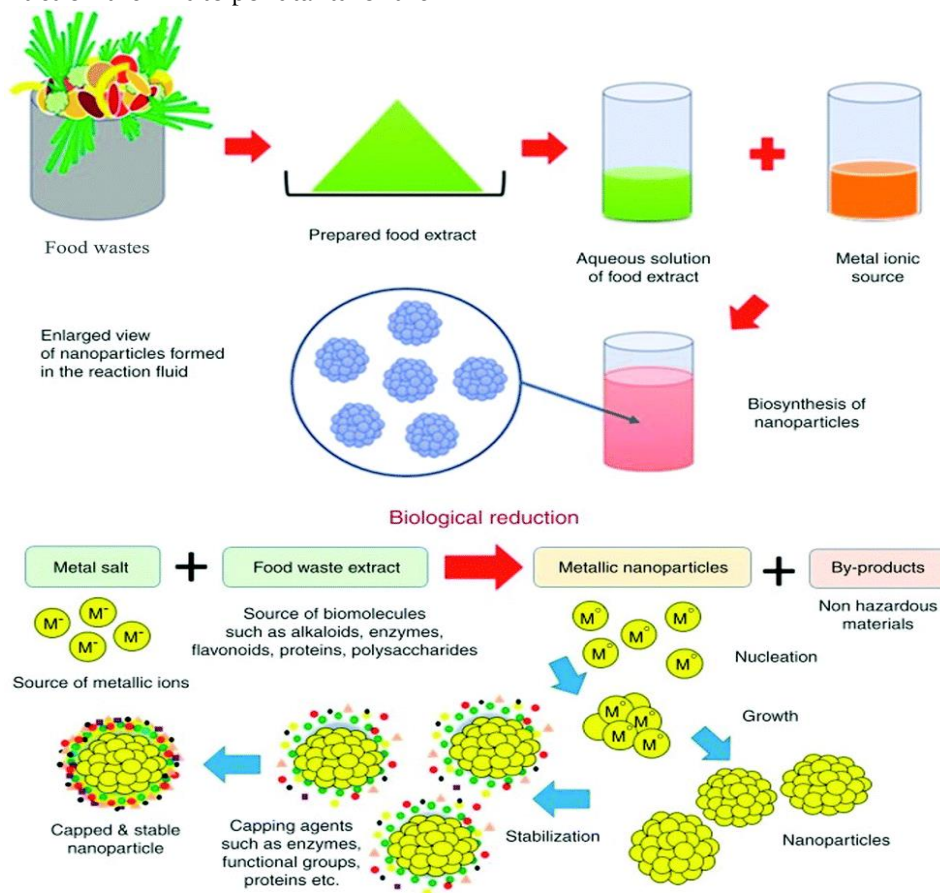 Food wastes
Prepared food extract
Aqueous solution
of food extract
Metal ionic
source
Enlarged view
of nanoparticles formed
in the reaction fluid
Biosynthesis of
nanoparticles
Biological reduction
Metal salt + Food waste extract Metallic nanoparticles + By-products
M⁻ M⁻ M⁻ M⁻
Source of metallic ions
Source of biomolecules
such as alkaloids, enzymes,
flavonoids, proteins, polysaccharides
M° M° M° M° M°
Non hazardous
materials
Nucleation
M° M° M° M°
Growth
Nanoparticles
Stabilization
Capping agents
such as enzymes,
functional groups,
proteins etc.
Capped & stable
nanoparticle